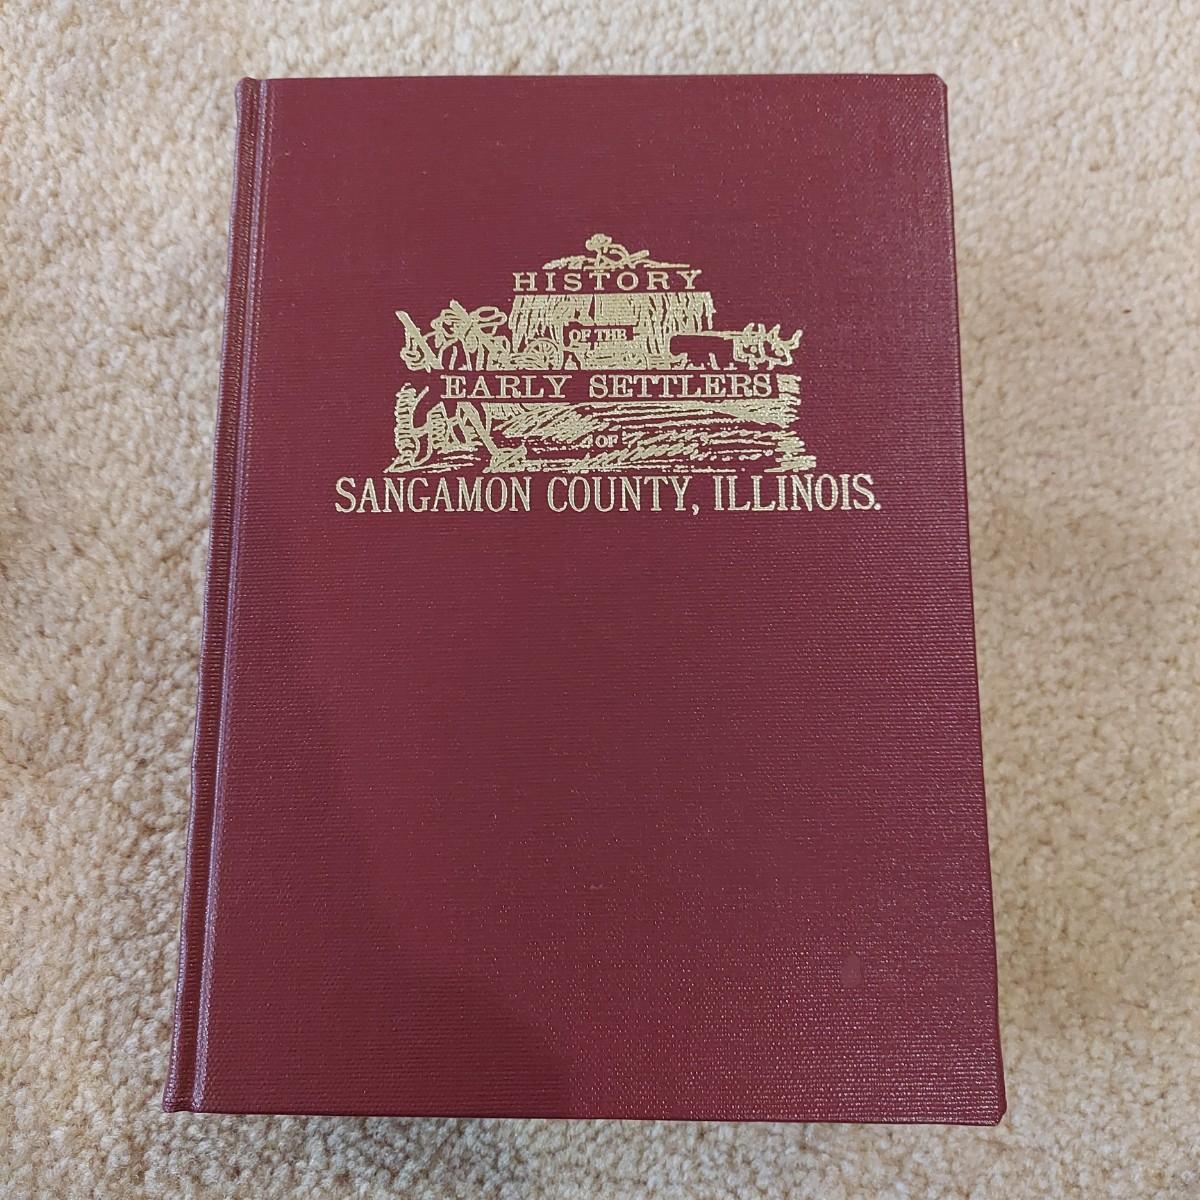 HISTORY
OF THE
EARLY SETTLERS
OF
SANGAMON COUNTY, ILLINOIS.